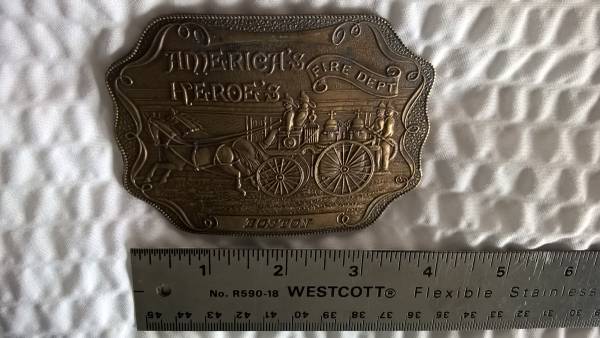 AMERICA'S
HEROE'S
FIRE DEPT
BOSTON
1 2 3 4 5 6
No. R590-18 WESTCOTT® Flexible Stainless
45 44 43 42 41 40 39 38 37 36 35 34 33 32 31 30